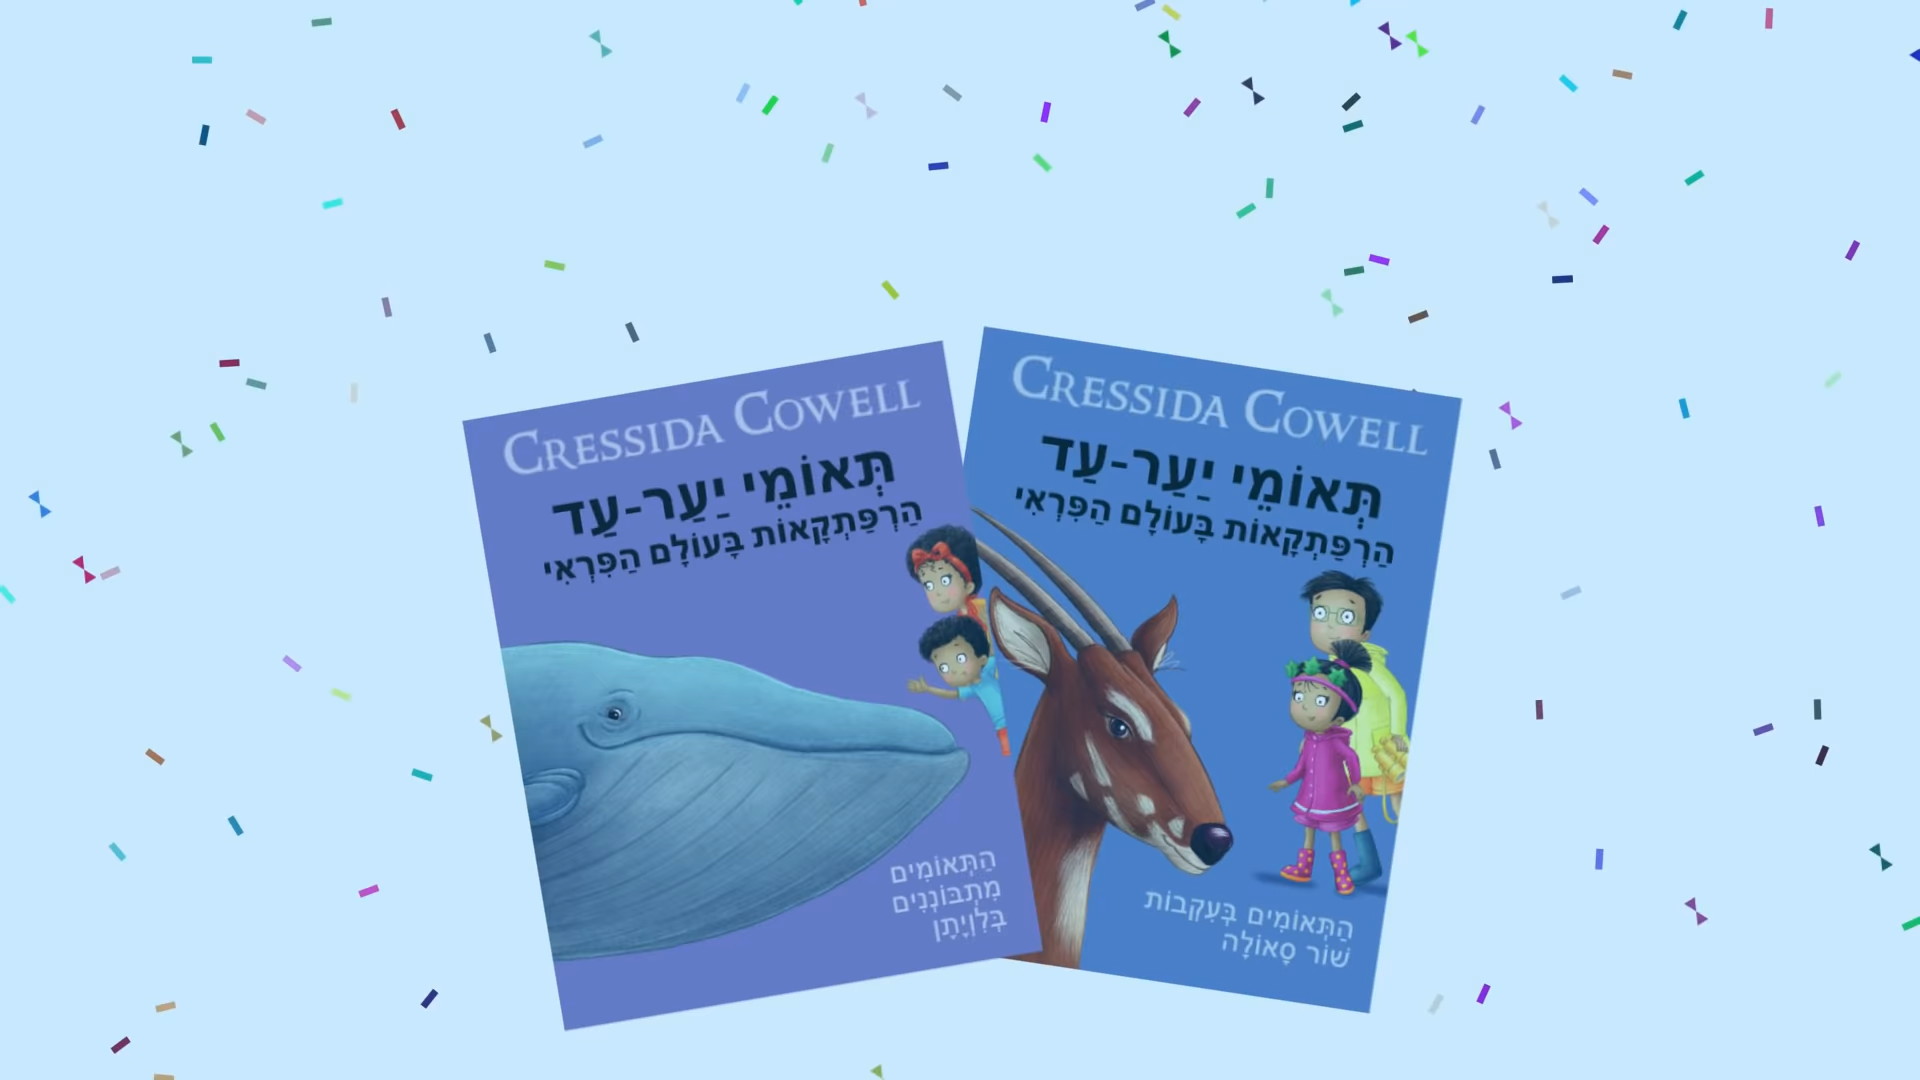 CRESSIDA COWELL
תְּאוֹמֵי יַעַר-עַד
הַרְפַּתְקָאוֹת בָּעוֹלָם הַפִּרְאִי
הַתְּאוֹמִים
מִתְבּוֹנְנִים
בְּלִוְיָתָן
CRESSIDA COWELL
תְּאוֹמֵי יַעַר-עַד
הַרְפַּתְקָאוֹת בָּעוֹלָם הַפִּרְאִי
הַתְּאוֹמִים בְּעִקְבוֹת
שׁוֹר סָאוֹלָה